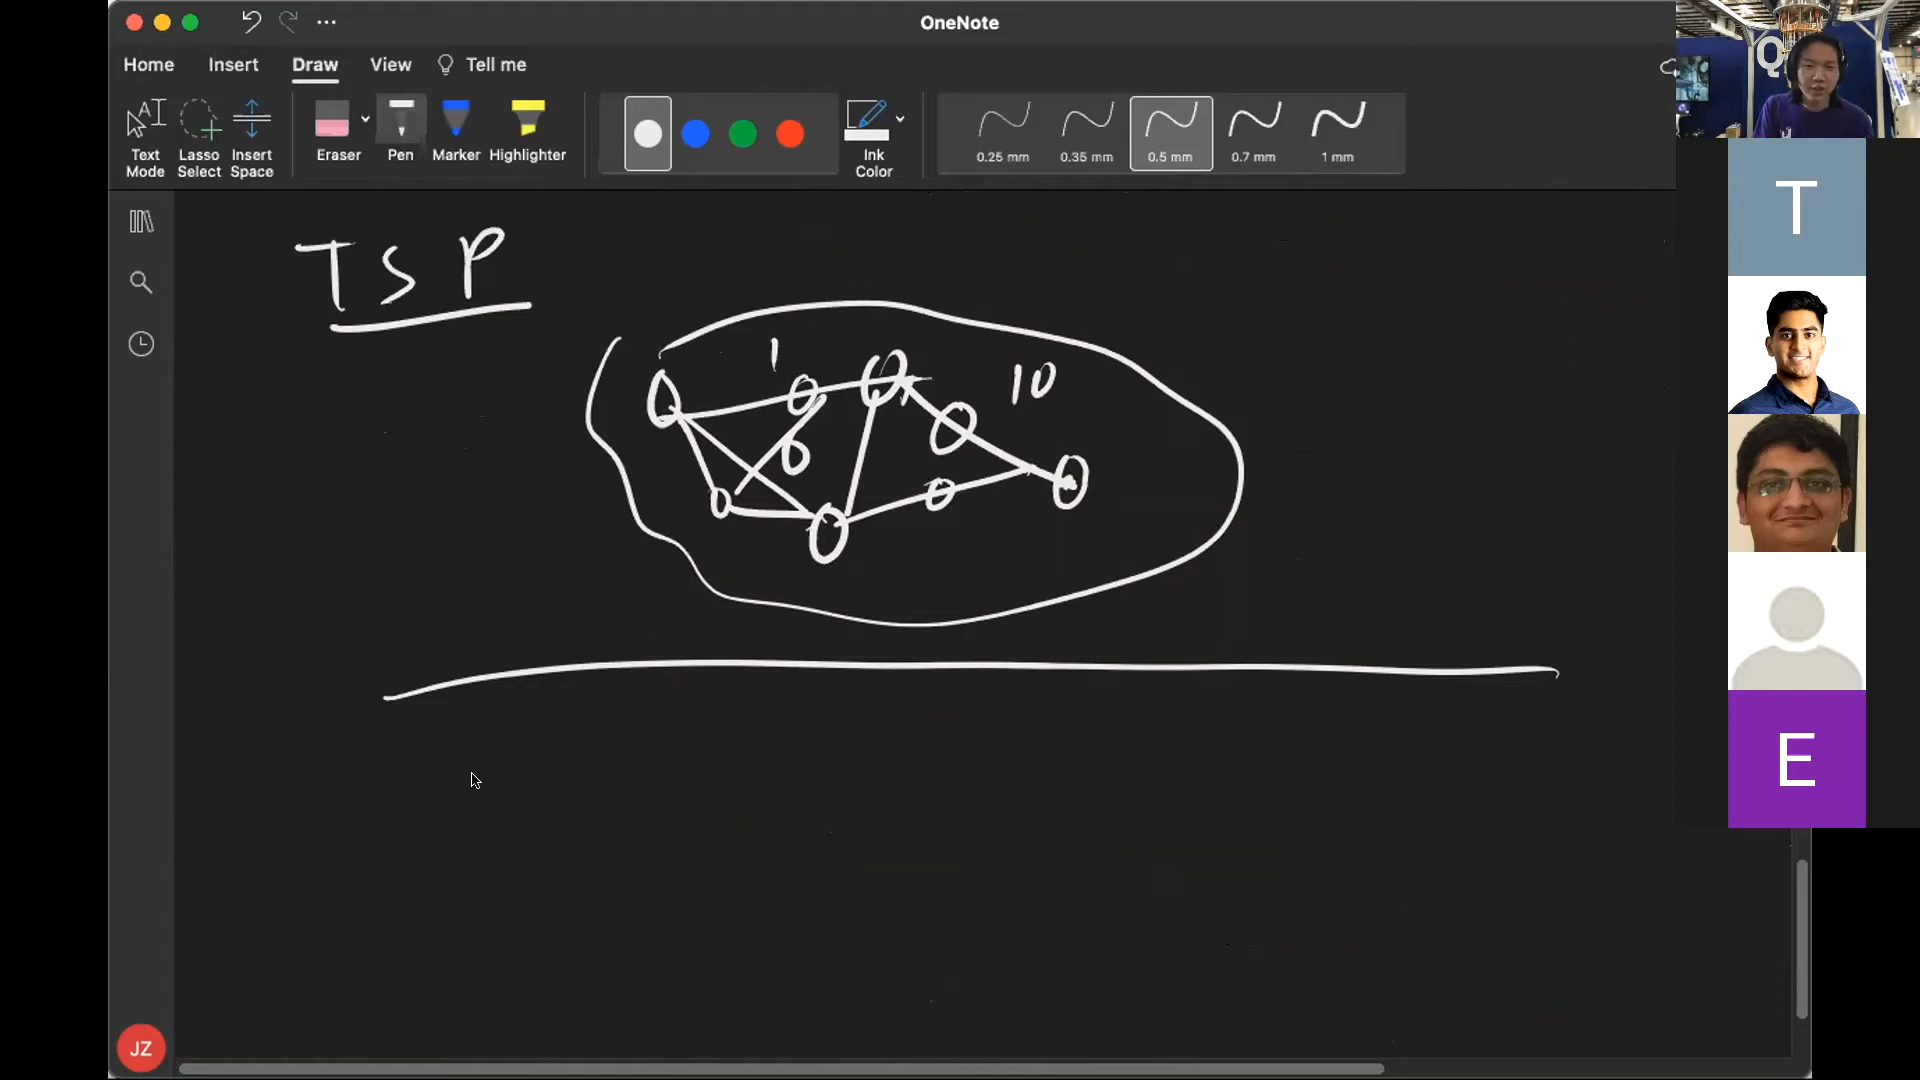 OneNote
Home Insert Draw View Tell me
Text Mode
Lasso Select
Insert Space
Eraser
Pen
Marker
Highlighter
Ink Color
0.25 mm
0.35 mm
0.5 mm
0.7 mm
1 mm
Q
T
T S P
1
10
E
JZ